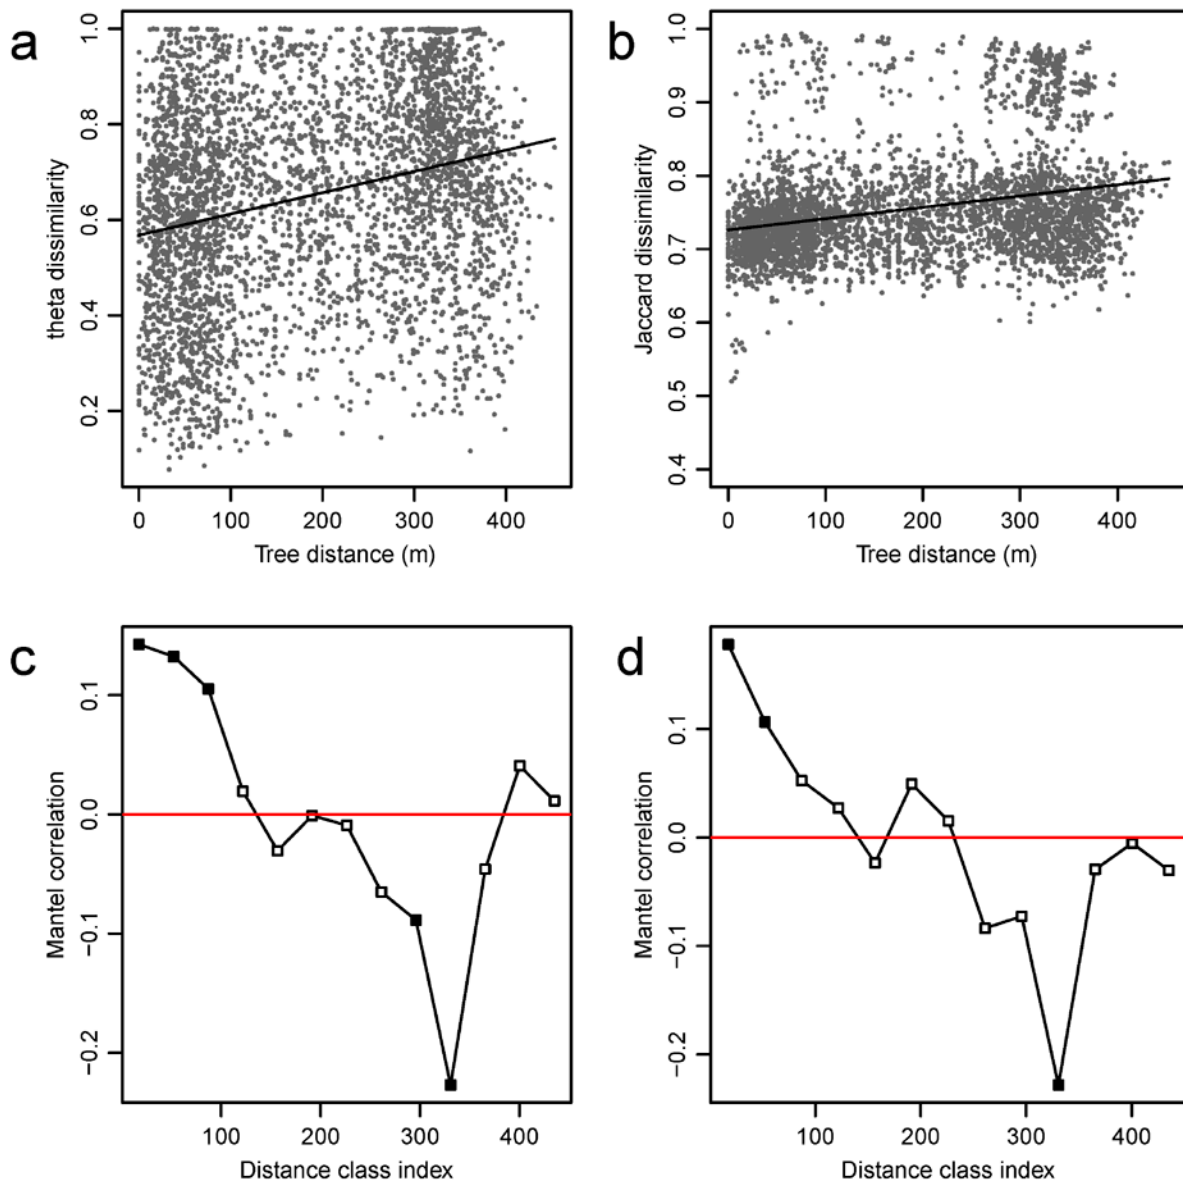 a
1.0
0.8
0.6
0.4
0.2
theta dissimilarity
0 100 200 300 400
Tree distance (m)
b
1.0
0.9
0.8
0.7
0.6
0.5
0.4
Jaccard dissimilarity
0 100 200 300 400
Tree distance (m)
c
0.1
0.0
−0.1
−0.2
Mantel correlation
100 200 300 400
Distance class index
d
0.1
0.0
−0.1
−0.2
Mantel correlation
100 200 300 400
Distance class index